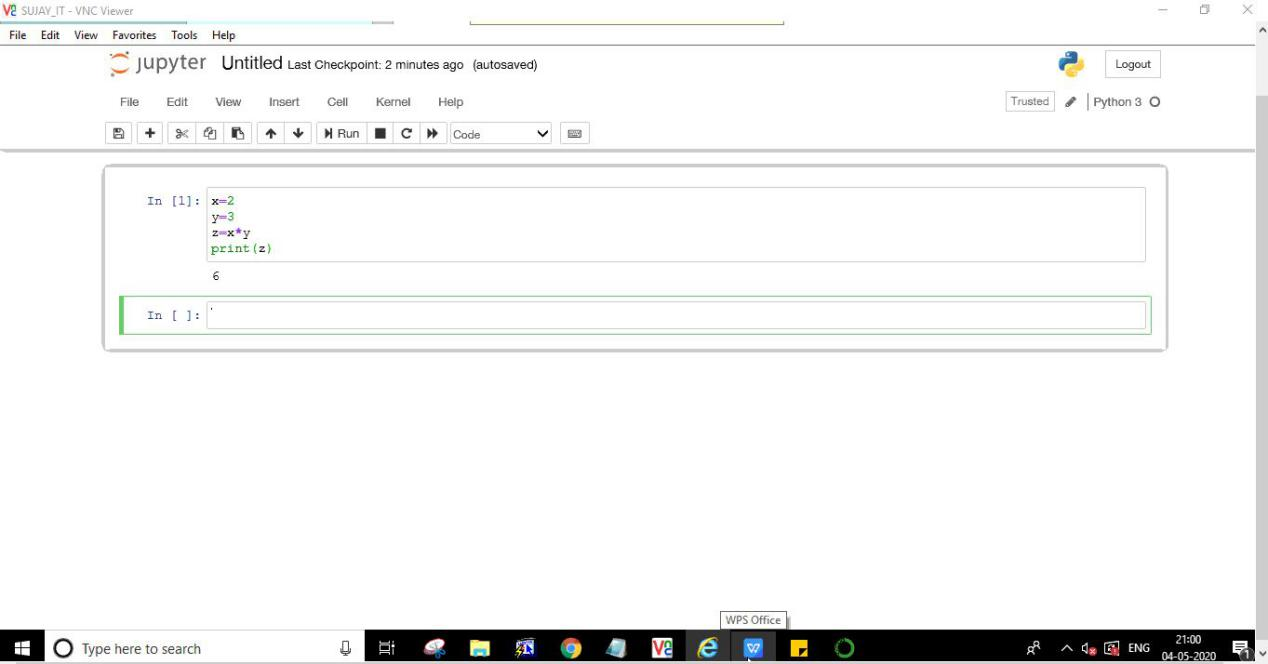 SUJAY_IT - VNC Viewer
File Edit View Favorites Tools Help
jupyter Untitled Last Checkpoint: 2 minutes ago (autosaved)
Logout
File Edit View Insert Cell Kernel Help
Trusted Python 3
Run Code
In [1]: x=2
y=3
z=x*y
print(z)
6
In [ ]:
WPS Office
Type here to search
ENG
21:00
04-05-2020
1